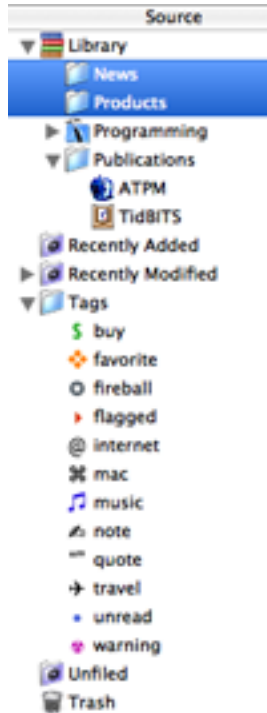 Source
Library
News
Products
Programming
Publications
ATPM
TidBITS
Recently Added
Recently Modified
Tags
$ buy
favorite
fireball
flagged
@ internet
⌘ mac
♫ music
✍ note
quote
✈ travel
unread
warning
Unfiled
Trash